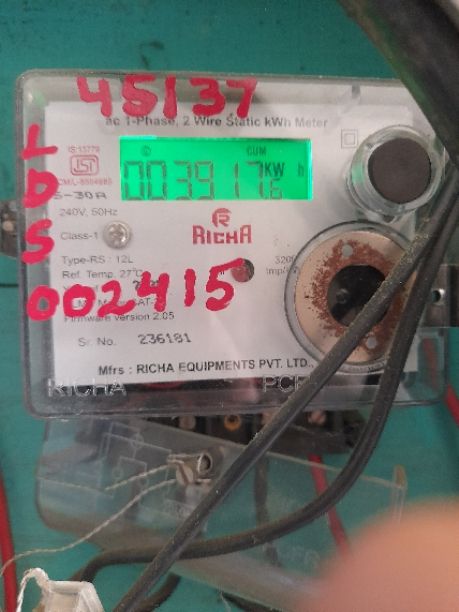 45137
ac 1-Phase, 2 Wire Static kWh Meter
L
D
S
IS:13779
CUM
003917.6 KWh
5-30A
240V, 50Hz
Class-1
RICHA
Type-RS : 12L
Ref. Temp. 27°C
3200
imp/
002415
Firmware Version 2.05
Sr. No. 236181
Mfrs : RICHA EQUIPMENTS PVT. LTD.
RICHA